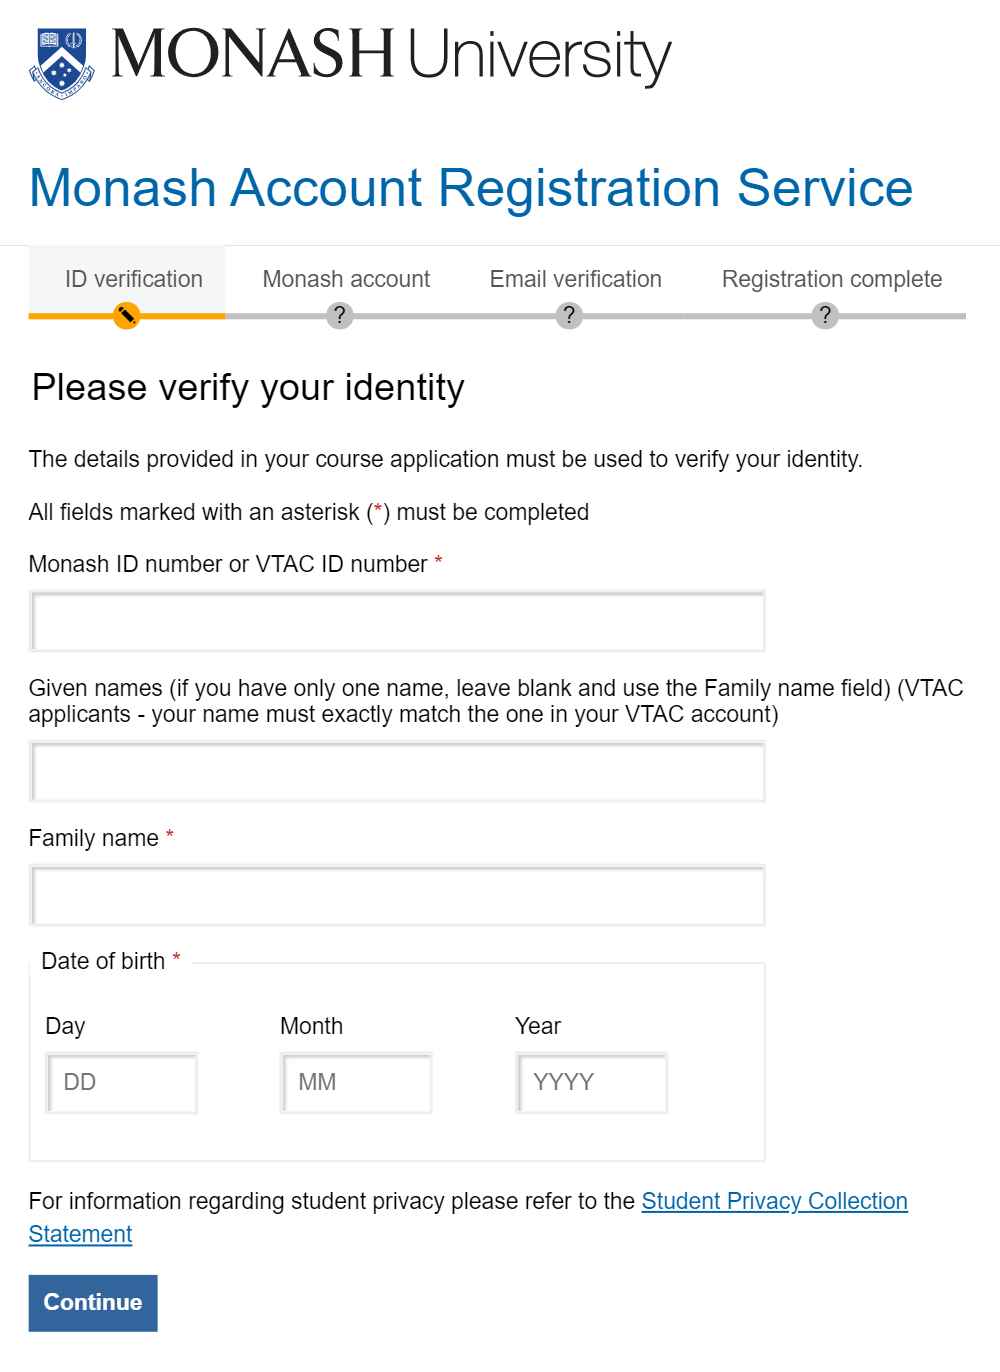 MONASH University
Monash Account Registration Service
ID verification
Monash account
Email verification
Registration complete
?
?
?
Please verify your identity
The details provided in your course application must be used to verify your identity.
All fields marked with an asterisk (*) must be completed
Monash ID number or VTAC ID number *
Given names (if you have only one name, leave blank and use the Family name field) (VTAC
applicants - your name must exactly match the one in your VTAC account)
Family name *
Date of birth *
Day
Month
Year
DD
MM
YYYY
For information regarding student privacy please refer to the Student Privacy Collection
Statement
Continue